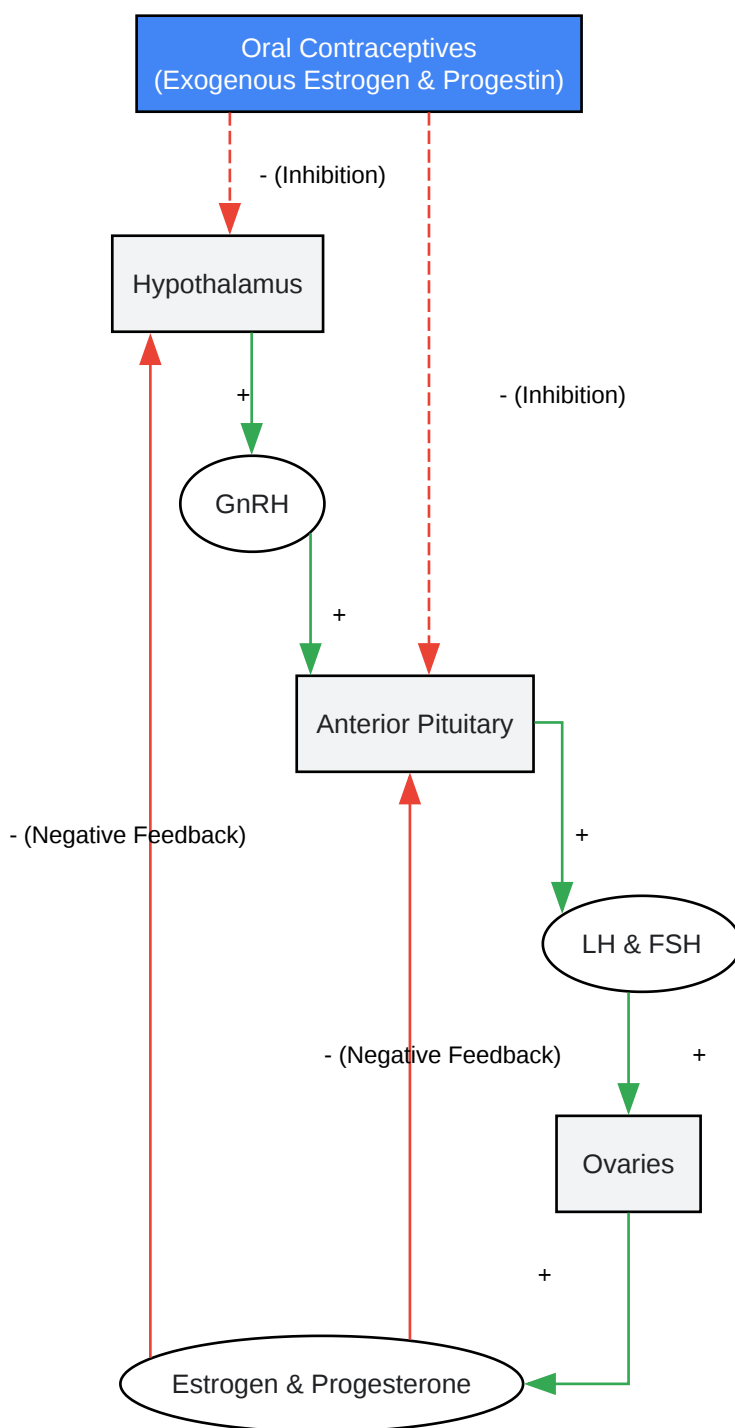 Oral Contraceptives
(Exogenous Estrogen & Progestin)
- (Inhibition)
Hypothalamus
+
- (Inhibition)
GnRH
+
Anterior Pituitary
- (Negative Feedback)
+
LH & FSH
- (Negative Feedback)
+
Ovaries
+
Estrogen & Progesterone